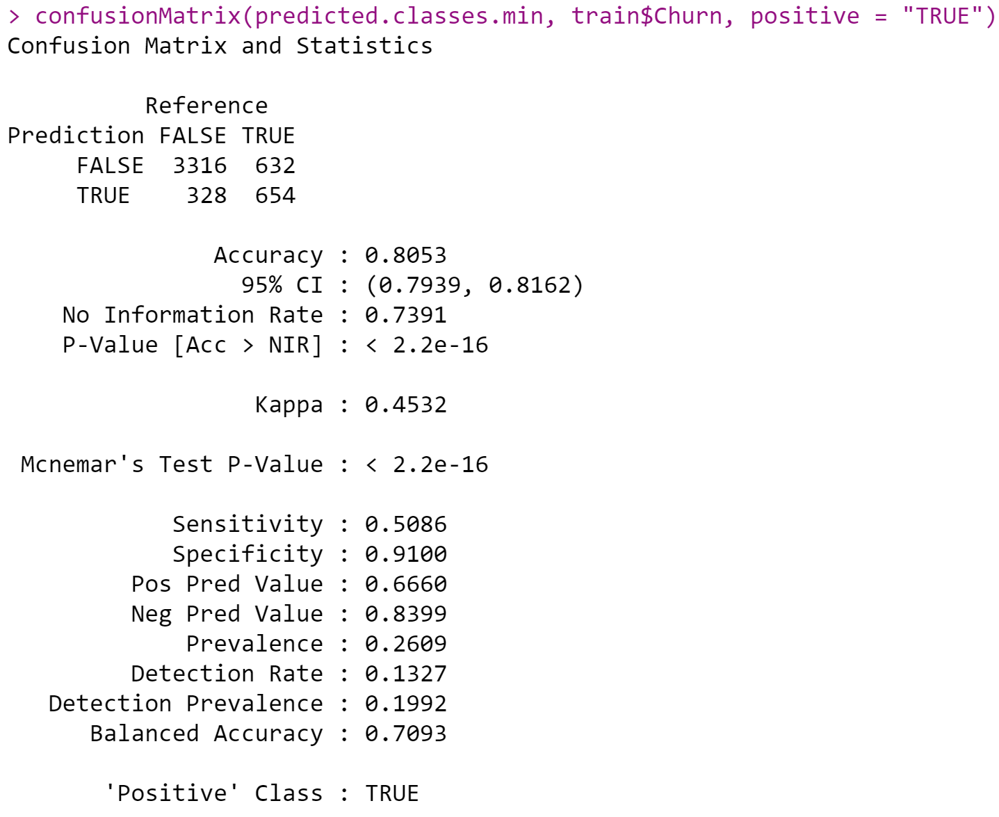 > confusionMatrix(predicted.classes.min, train$Churn, positive = "TRUE")
Confusion Matrix and Statistics

          Reference
Prediction FALSE TRUE
     FALSE  3316  632
     TRUE    328  654

               Accuracy : 0.8053
                 95% CI : (0.7939, 0.8162)
    No Information Rate : 0.7391
    P-Value [Acc > NIR] : < 2.2e-16

                  Kappa : 0.4532

 Mcnemar's Test P-Value : < 2.2e-16

            Sensitivity : 0.5086
            Specificity : 0.9100
         Pos Pred Value : 0.6660
         Neg Pred Value : 0.8399
             Prevalence : 0.2609
         Detection Rate : 0.1327
   Detection Prevalence : 0.1992
      Balanced Accuracy : 0.7093

       'Positive' Class : TRUE